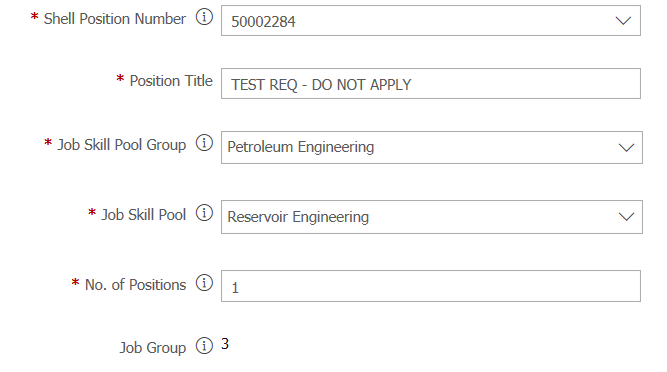 * Shell Position Number 50002284
* Position Title TEST REQ - DO NOT APPLY
* Job Skill Pool Group Petroleum Engineering
* Job Skill Pool Reservoir Engineering
* No. of Positions 1
Job Group 3